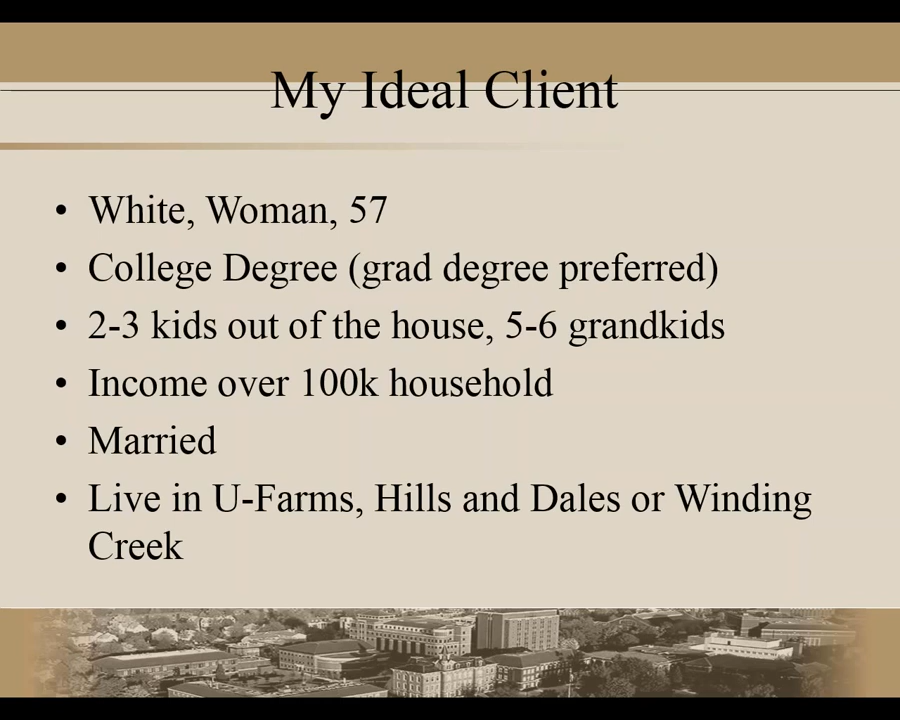 My Ideal Client
• White, Woman, 57
• College Degree (grad degree preferred)
• 2-3 kids out of the house, 5-6 grandkids
• Income over 100k household
• Married
• Live in U-Farms, Hills and Dales or Winding
Creek